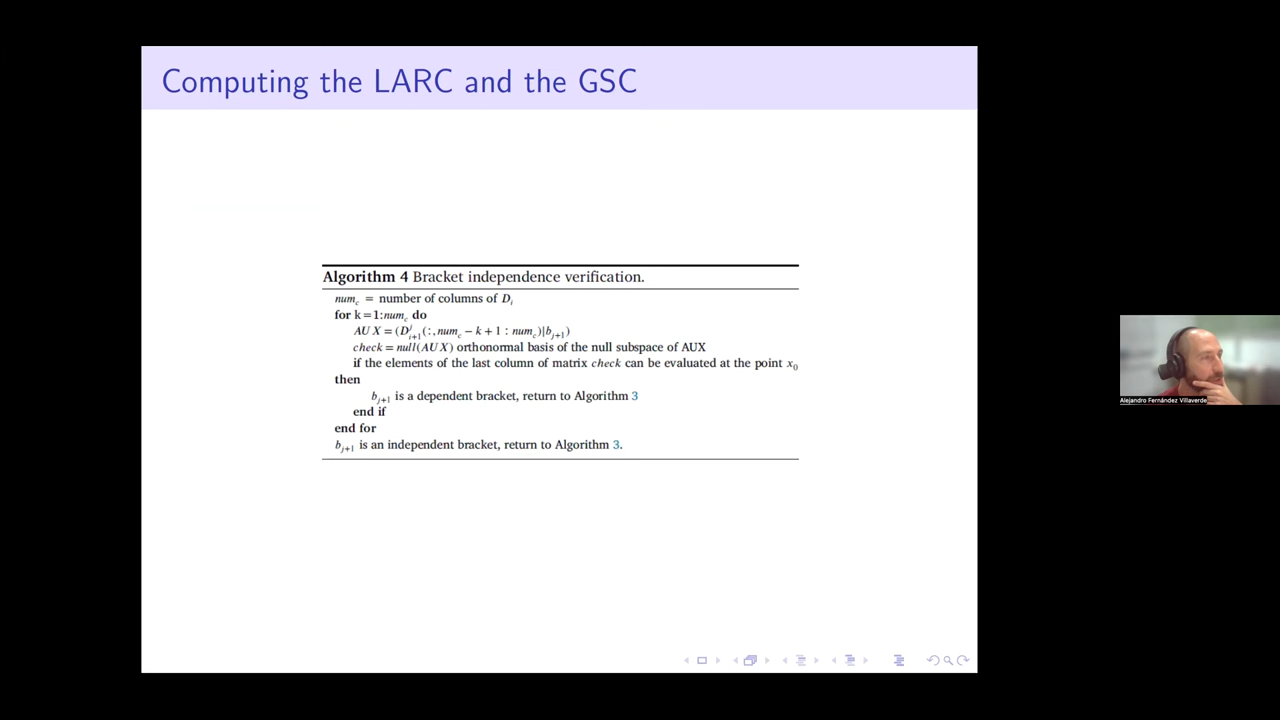 Computing the LARC and the GSC
Algorithm 4 Bracket independence verification.
num_c = number of columns of D_i
for k = 1:num_c do
AUX = (D^j_{i+1}(:, num_c − k + 1 : num_c)|b_{j+1})
check = null(AUX) orthonormal basis of the null subspace of AUX
if the elements of the last column of matrix check can be evaluated at the point x_0
then
b_{j+1} is a dependent bracket, return to Algorithm 3
end if
end for
b_{j+1} is an independent bracket, return to Algorithm 3.
Alejandro Fernández Villaverde